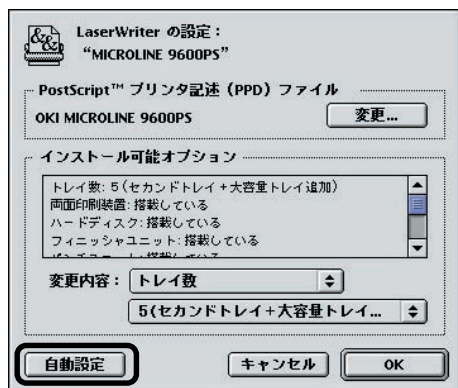 LaserWriter の設定：
“MICROLINE 9600PS”
PostScript™ プリンタ記述（PPD）ファイル
OKI MICROLINE 9600PS
変更...
インストール可能オプション
トレイ数: 5(セカンドトレイ+大容量トレイ追加)
両面印刷装置: 搭載している
ハードディスク: 搭載している
フィニッシャユニット: 搭載している
変更内容： トレイ数
5(セカンドトレイ+大容量トレイ...
自動設定 キャンセル OK